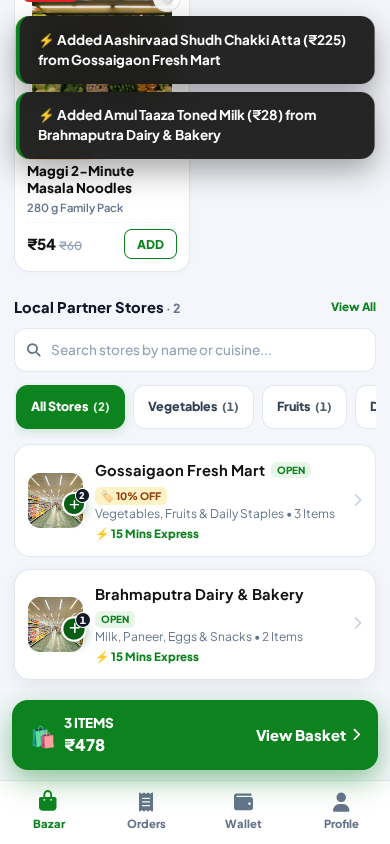 ⚡ Added Aashirvaad Shudh Chakki Atta (₹225)
from Gossaigaon Fresh Mart
⚡ Added Amul Taaza Toned Milk (₹28) from
Brahmaputra Dairy & Bakery
Maggi 2-Minute
Masala Noodles
280 g Family Pack
₹54 ₹60 ADD
Local Partner Stores · 2 View All
Search stores by name or cuisine...
All Stores (2) Vegetables (1) Fruits (1) D
Gossaigaon Fresh Mart OPEN
2
🏷️ 10% OFF
Vegetables, Fruits & Daily Staples • 3 Items
⚡ 15 Mins Express
Brahmaputra Dairy & Bakery
1
OPEN
Milk, Paneer, Eggs & Snacks • 2 Items
⚡ 15 Mins Express
3 ITEMS
₹478
View Basket
Bazar Orders Wallet Profile